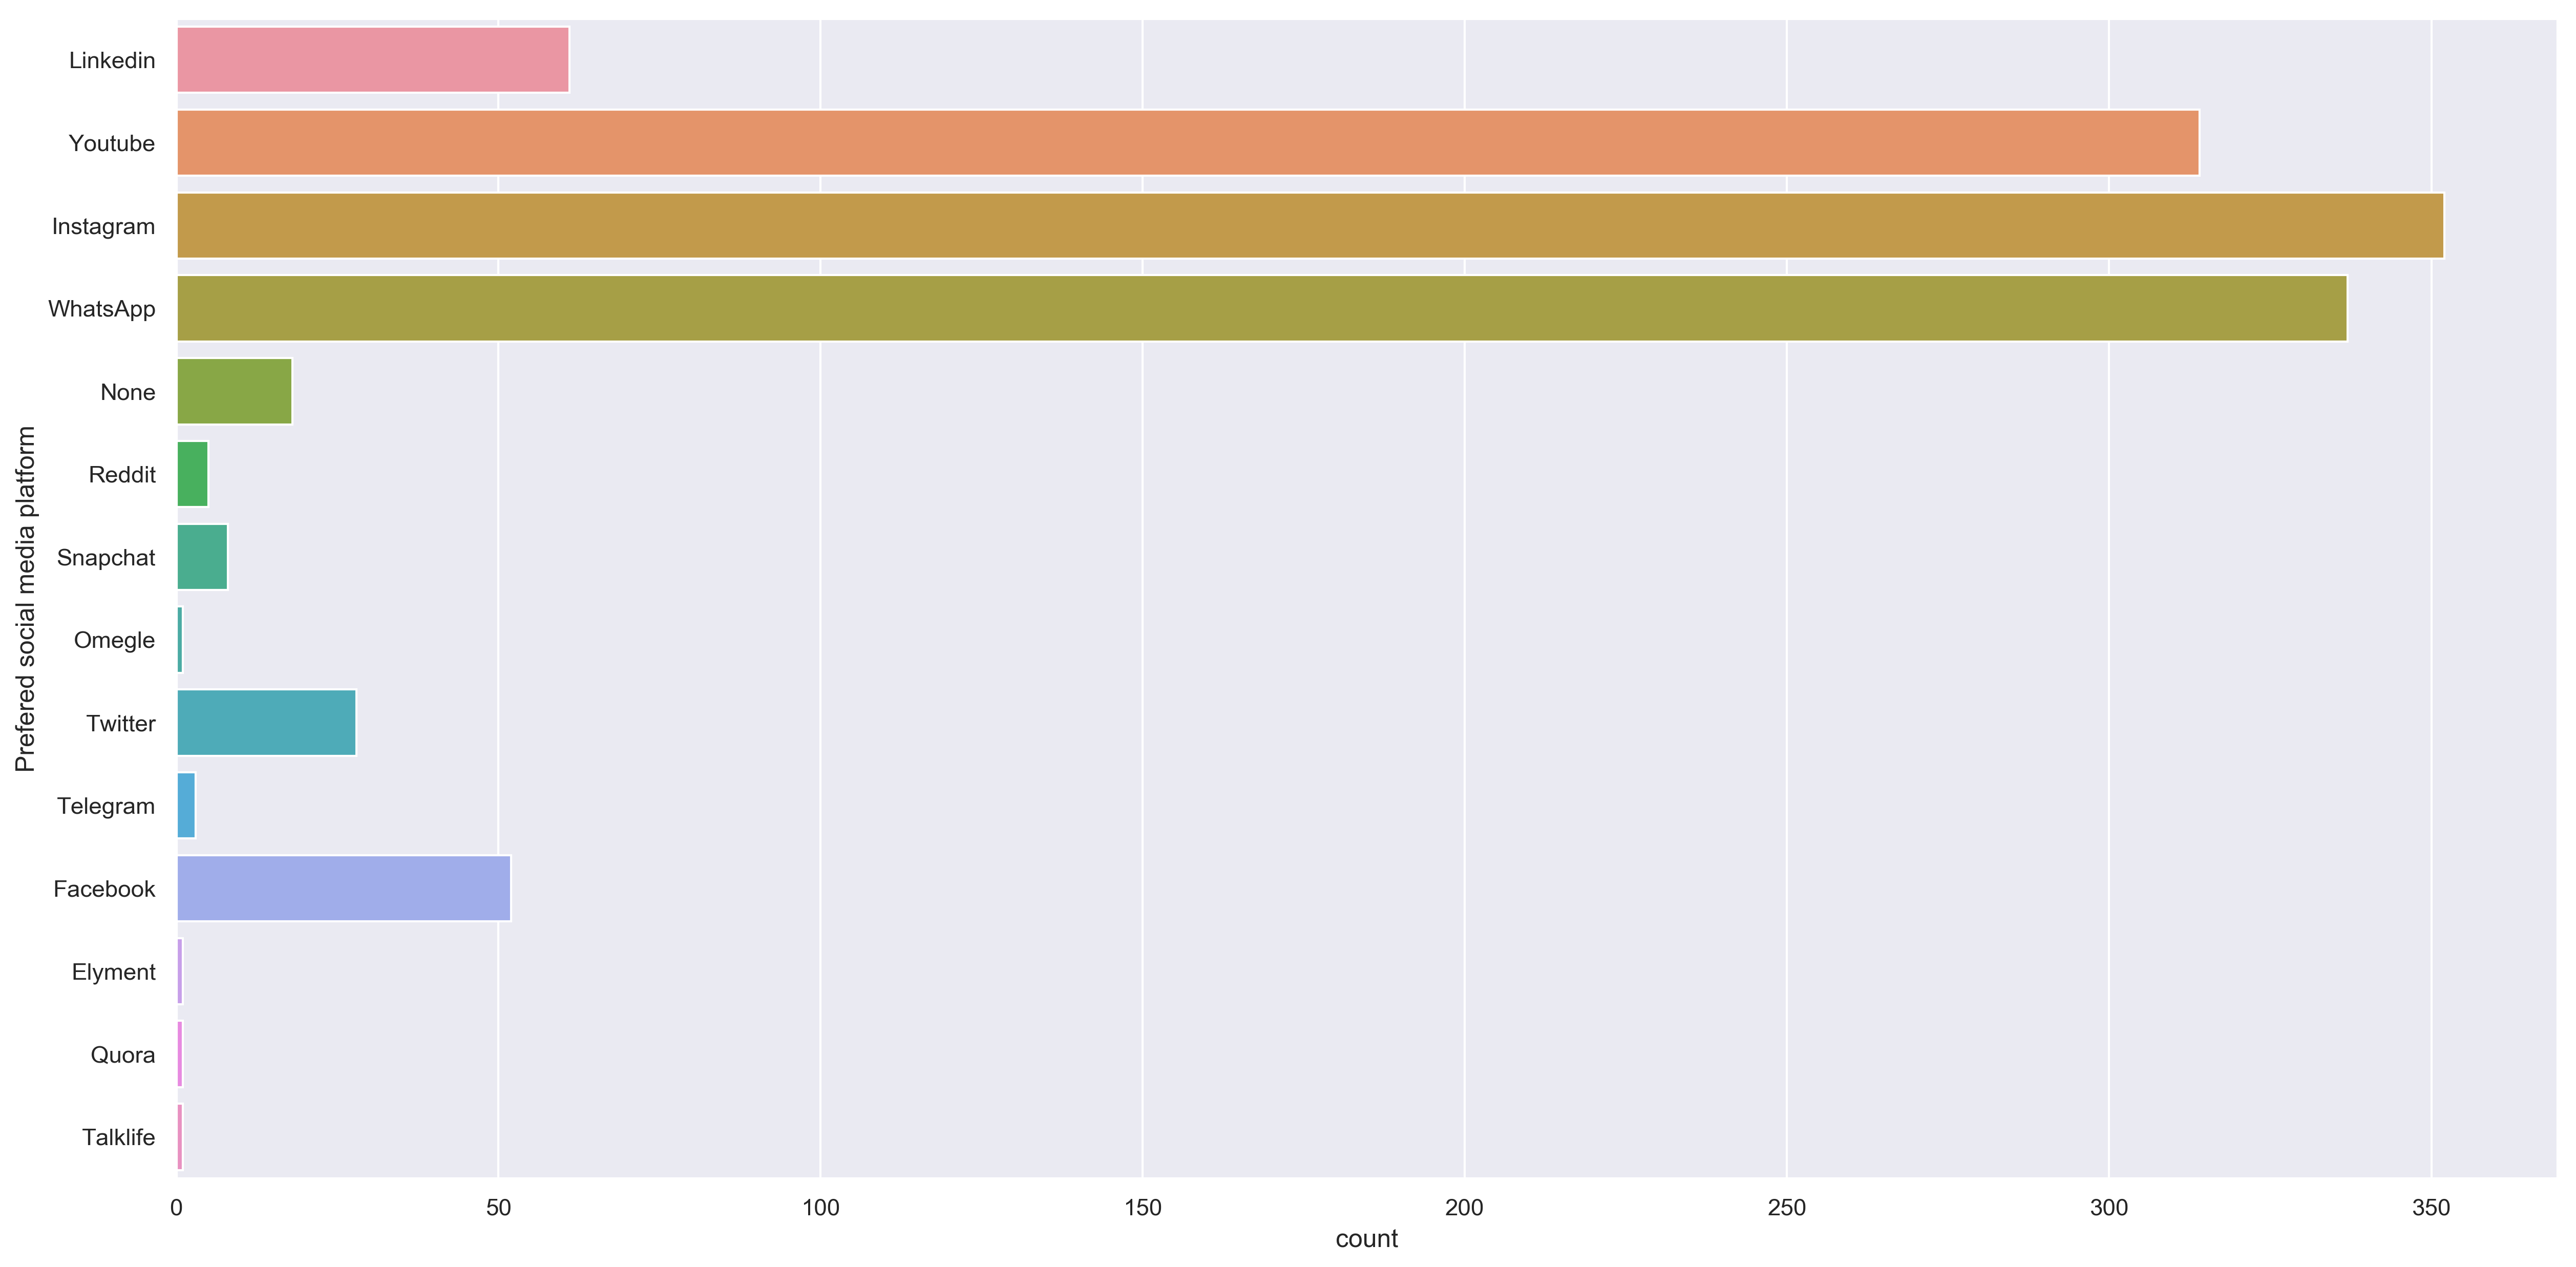 Linkedin
Youtube
Instagram
WhatsApp
None
Reddit
Snapchat
Omegle
Twitter
Telegram
Facebook
Elyment
Quora
Talklife
Prefered social media platform
0 50 100 150 200 250 300 350
count